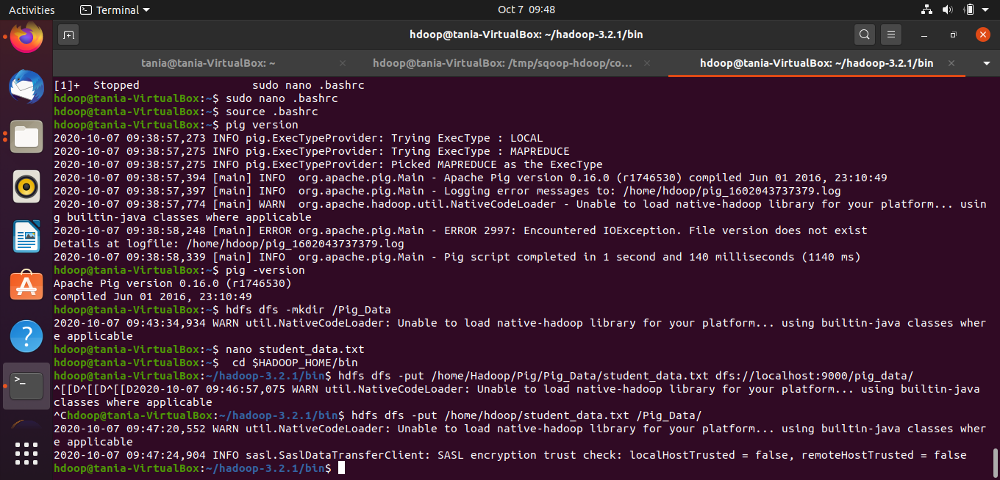 Activities
Terminal
Oct 7 09:48
hdoop@tania-VirtualBox: ~/hadoop-3.2.1/bin
tania@tania-VirtualBox: ~
hdoop@tania-VirtualBox: /tmp/sqoop-hdoop/co...
hdoop@tania-VirtualBox: ~/hadoop-3.2.1/bin
[1]+  Stopped                 sudo nano .bashrc
hdoop@tania-VirtualBox:~$ sudo nano .bashrc
hdoop@tania-VirtualBox:~$ source .bashrc
hdoop@tania-VirtualBox:~$ pig version
2020-10-07 09:38:57,273 INFO pig.ExecTypeProvider: Trying ExecType : LOCAL
2020-10-07 09:38:57,275 INFO pig.ExecTypeProvider: Trying ExecType : MAPREDUCE
2020-10-07 09:38:57,275 INFO pig.ExecTypeProvider: Picked MAPREDUCE as the ExecType
2020-10-07 09:38:57,394 [main] INFO  org.apache.pig.Main - Apache Pig version 0.16.0 (r1746530) compiled Jun 01 2016, 23:10:49
2020-10-07 09:38:57,397 [main] INFO  org.apache.pig.Main - Logging error messages to: /home/hdoop/pig_1602043737379.log
2020-10-07 09:38:57,774 [main] WARN  org.apache.hadoop.util.NativeCodeLoader - Unable to load native-hadoop library for your platform... usin
g builtin-java classes where applicable
2020-10-07 09:38:58,248 [main] ERROR org.apache.pig.Main - ERROR 2997: Encountered IOException. File version does not exist
Details at logfile: /home/hdoop/pig_1602043737379.log
2020-10-07 09:38:58,339 [main] INFO  org.apache.pig.Main - Pig script completed in 1 second and 140 milliseconds (1140 ms)
hdoop@tania-VirtualBox:~$ pig -version
Apache Pig version 0.16.0 (r1746530)
compiled Jun 01 2016, 23:10:49
hdoop@tania-VirtualBox:~$ hdfs dfs -mkdir /Pig_Data
2020-10-07 09:43:34,934 WARN util.NativeCodeLoader: Unable to load native-hadoop library for your platform... using builtin-java classes wher
e applicable
hdoop@tania-VirtualBox:~$ nano student_data.txt
hdoop@tania-VirtualBox:~$  cd $HADOOP_HOME/bin
hdoop@tania-VirtualBox:~/hadoop-3.2.1/bin$ hdfs dfs -put /home/Hadoop/Pig/Pig_Data/student_data.txt dfs://localhost:9000/pig_data/
^[[D^[[D^[[D2020-10-07 09:46:57,075 WARN util.NativeCodeLoader: Unable to load native-hadoop library for your platform... using builtin-java
classes where applicable
^Chdoop@tania-VirtualBox:~/hadoop-3.2.1/bin$ hdfs dfs -put /home/hdoop/student_data.txt /Pig_Data/
2020-10-07 09:47:20,552 WARN util.NativeCodeLoader: Unable to load native-hadoop library for your platform... using builtin-java classes wher
e applicable
2020-10-07 09:47:24,904 INFO sasl.SaslDataTransferClient: SASL encryption trust check: localHostTrusted = false, remoteHostTrusted = false
hdoop@tania-VirtualBox:~/hadoop-3.2.1/bin$